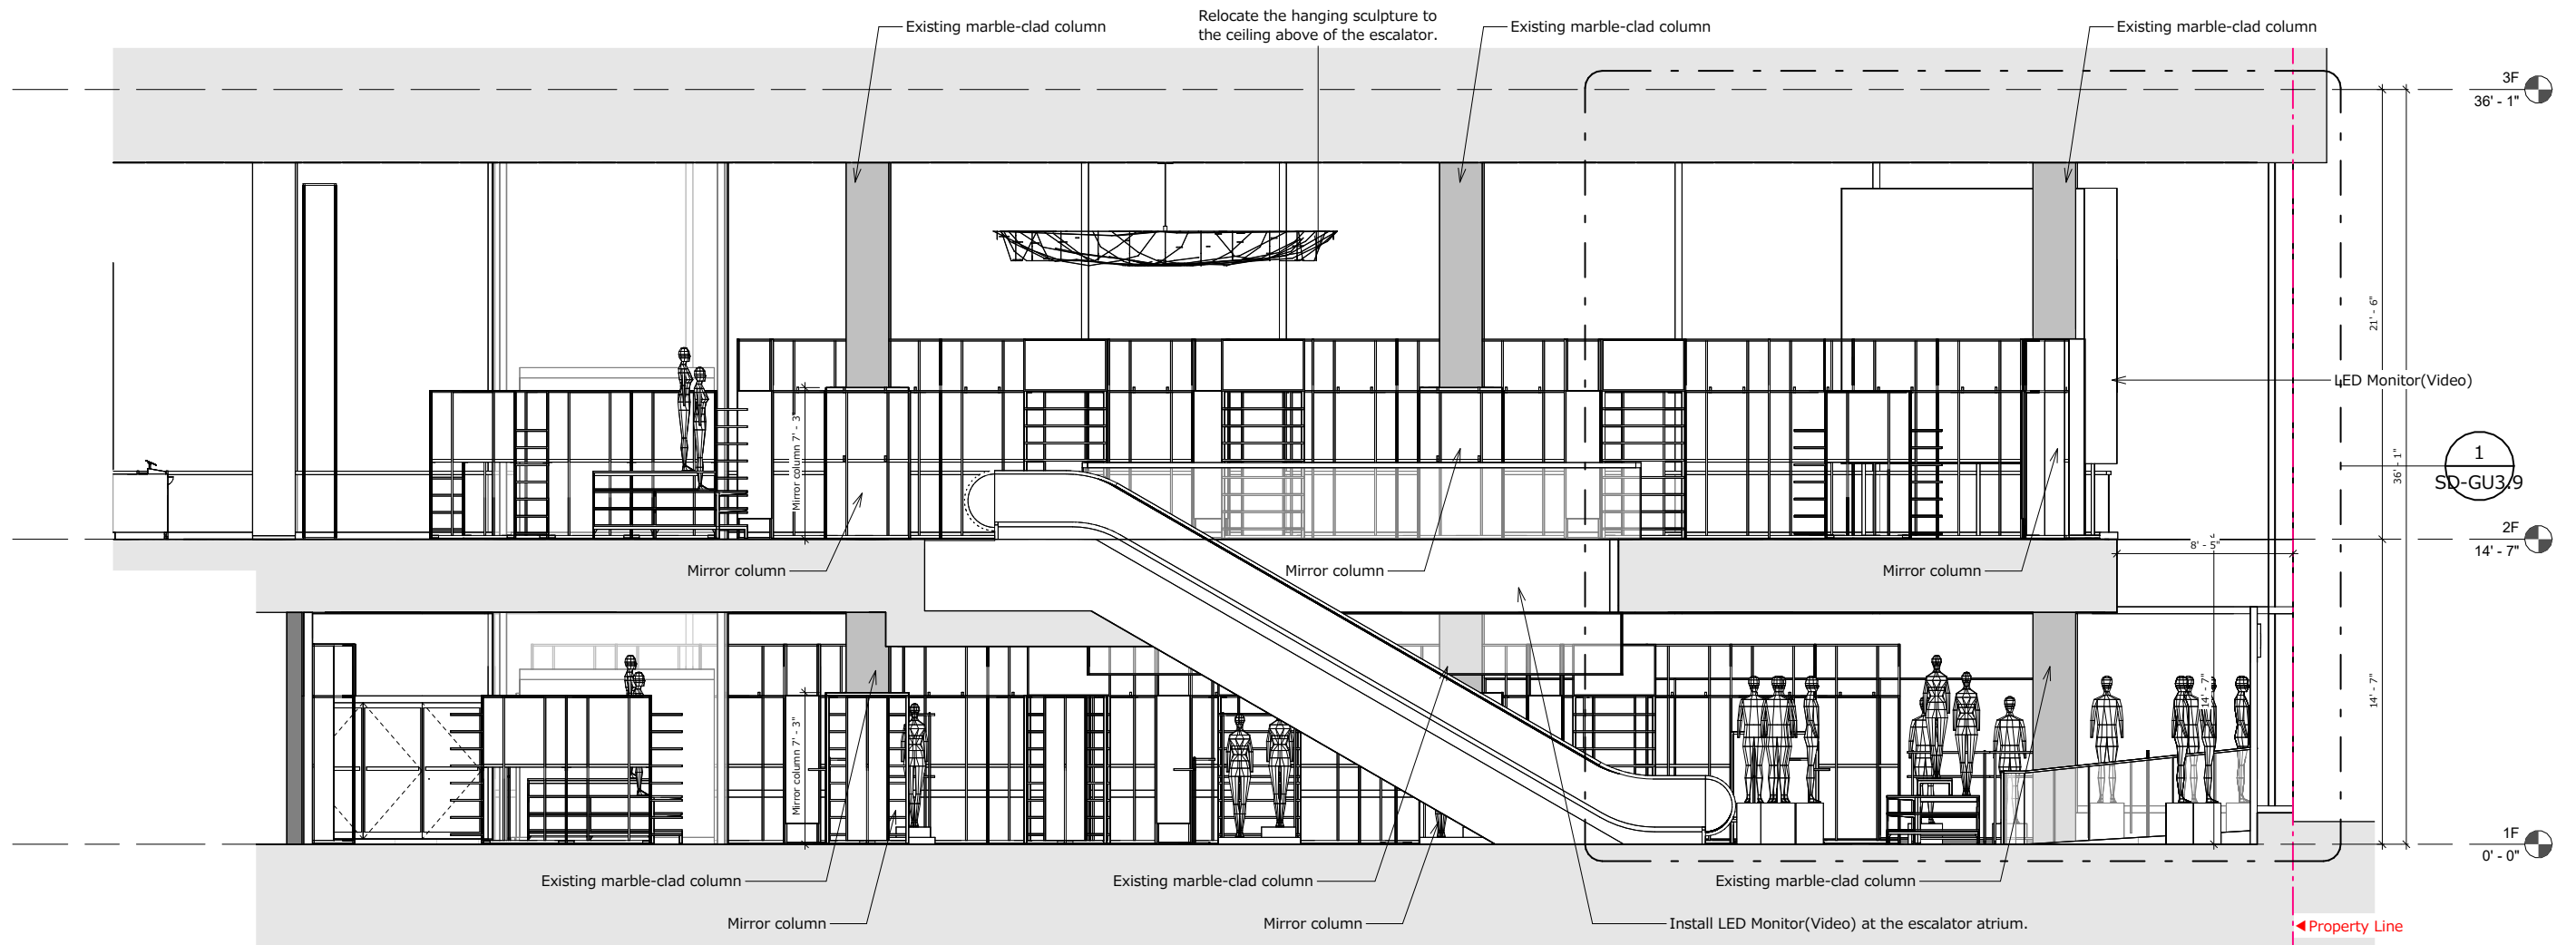 Existing marble-clad column
Relocate the hanging sculpture to
the ceiling above of the escalator.
Existing marble-clad column
Existing marble-clad column
3F
36' - 1"
21' - 6"
LED Monitor(Video)
Mirror column 7' - 3"
36' - 1"
1
SD-GU3.9
2F
14' - 7"
8' - 5"
Mirror column
Mirror column
Mirror column
Mirror column 7' - 3"
14' - 7"
14' - 7"
1F
0' - 0"
Existing marble-clad column
Existing marble-clad column
Existing marble-clad column
Mirror column
Mirror column
Install LED Monitor(Video) at the escalator atrium.
Property Line